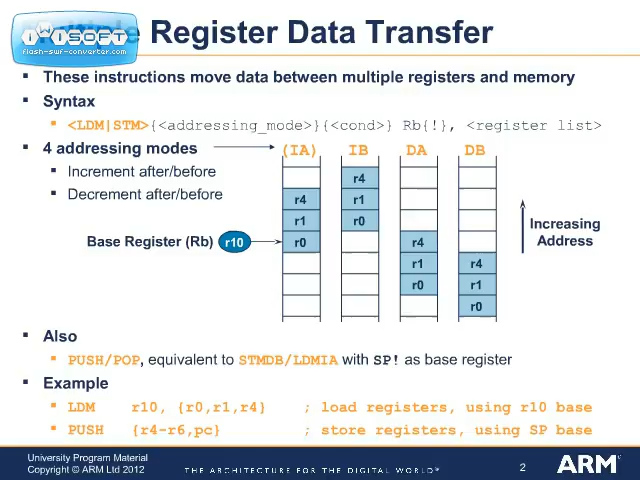 iWiSOFT
flash-swf-converter.com
Register Data Transfer
These instructions move data between multiple registers and memory
Syntax
<LDM|STM>{<addressing_mode>}{<cond>} Rb{!}, <register list>
4 addressing modes
(IA) IB DA DB
Increment after/before
Decrement after/before
r4
r4 r1
r1 r0
Base Register (Rb) r10 r0 r4
r1 r4
r0 r1
r0
Increasing
Address
Also
PUSH/POP, equivalent to STMDB/LDMIA with SP! as base register
Example
LDM r10, {r0,r1,r4} ; load registers, using r10 base
PUSH {r4-r6,pc} ; store registers, using SP base
University Program Material
Copyright © ARM Ltd 2012
THE ARCHITECTURE FOR THE DIGITAL WORLD®
2
ARM®